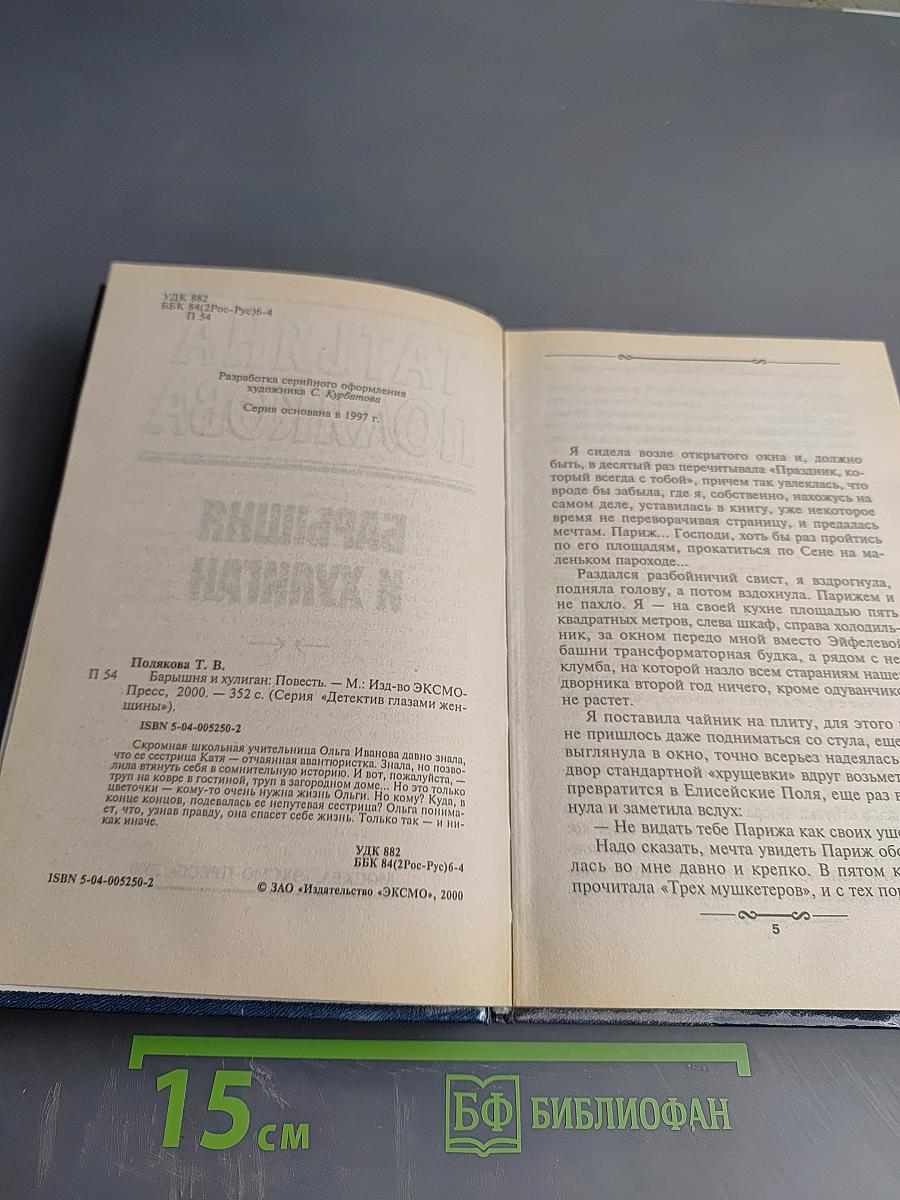 УДК 882
ББК 84(2Рос-Рус)6-4
П 54
ТАТЬЯНА
ПОЛЯКОВА
Разработка серийного оформления
художника С. Курбатова
Серия основана в 1997 г.
БАРЫШНЯ
И ХУЛИГАН
Полякова Т. В.
П 54
Барышня и хулиган: Повесть. — М.: Изд-во ЭКСМО-
Пресс, 2000. — 352 с. (Серия «Детектив глазами жен-
щины»).
ISBN 5-04-005250-2
Скромная школьная учительница Ольга Иванова давно знала,
что ее сестрица Катя — отчаянная авантюристка. Знала, но позво-
лила втянуть себя в сомнительную историю. И вот, пожалуйста, —
труп на ковре в гостиной, труп в загородном доме... Но это только
цветочки — кому-то очень нужна жизнь Ольги. Но кому? Куда, в
конце концов, подевалась ее непутевая сестрица? Ольга понима-
ет, что, узнав правду, она спасет себе жизнь. Только так — и ни-
как иначе.
УДК 882
ББК 84(2Рос-Рус)6-4
ISBN 5-04-005250-2
© ЗАО «Издательство «ЭКСМО», 2000
Я сидела возле открытого окна и, должно
быть, в десятый раз перечитывала «Праздник, ко-
торый всегда с тобой», причем так увлеклась, что
вроде бы забыла, где я, собственно, нахожусь на
самом деле, уставилась в книгу, уже некоторое
время не переворачивая страницу, и предалась
мечтам. Париж... Господи, хоть бы раз пройтись
по его площадям, прокатиться по Сене на ма-
леньком пароходе...
Раздался разбойничий свист, я вздрогнула,
подняла голову, а потом вздохнула. Парижем и
не пахло. Я — на своей кухне площадью пять
квадратных метров, слева шкаф, справа холодиль-
ник, за окном передо мной вместо Эйфелевой
башни трансформаторная будка, а рядом с не
клумба, на которой назло всем стараниям наше
дворника второй год ничего, кроме одуванчико
не растет.
Я поставила чайник на плиту, для этого
не пришлось даже подниматься со стула, еще
выглянула в окно, точно всерьез надеялась
двор стандартной «хрущевки» вдруг возьмет
превратится в Елисейские Поля, еще раз в
нула и заметила вслух:
— Не видать тебе Парижа как своих уше
Надо сказать, мечта увидеть Париж обо
лась во мне давно и крепко. В пятом к
прочитала «Трех мушкетеров», и с тех пор
5
15 см
БФ БИБЛИОФАН